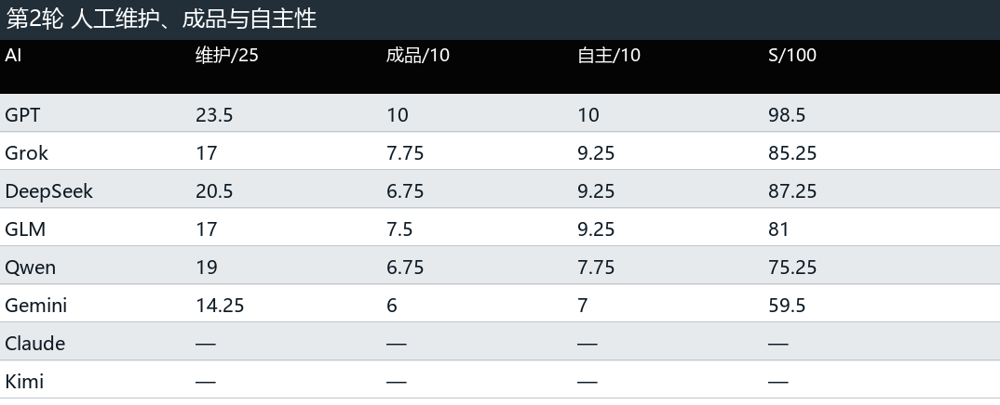 第2轮 人工维护、成品与自主性
AI 维护/25 成品/10 自主/10 S/100
GPT 23.5 10 10 98.5
Grok 17 7.75 9.25 85.25
DeepSeek 20.5 6.75 9.25 87.25
GLM 17 7.5 9.25 81
Qwen 19 6.75 7.75 75.25
Gemini 14.25 6 7 59.5
Claude — — — —
Kimi — — — —